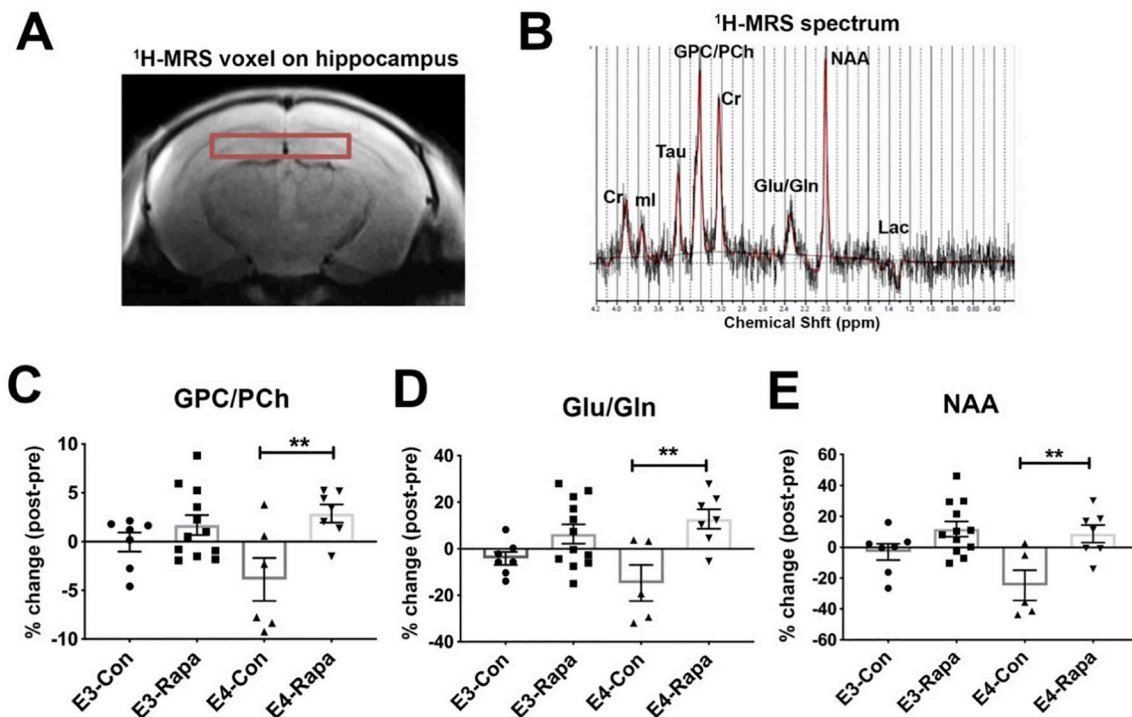 A
¹H-MRS voxel on hippocampus
B
¹H-MRS spectrum
GPC/PCh
NAA
Cr
Tau
Glu/Gln
Cr
mI
Lac
4.2 4.0 3.8 3.6 3.4 3.2 3.0 2.8 2.6 2.4 2.2 2.0 1.8 1.6 1.4 1.2 1.0 0.8 0.6 0.40
Chemical Shft (ppm)
C
GPC/PCh
% change (post-pre)
10
5
0
-5
-10
**
E3-Con
E3-Rapa
E4-Con
E4-Rapa
D
Glu/Gln
% change (post-pre)
40
20
0
-20
-40
**
E3-Con
E3-Rapa
E4-Con
E4-Rapa
E
NAA
% change (post-pre)
60
40
20
0
-20
-40
-60
**
E3-Con
E3-Rapa
E4-Con
E4-Rapa